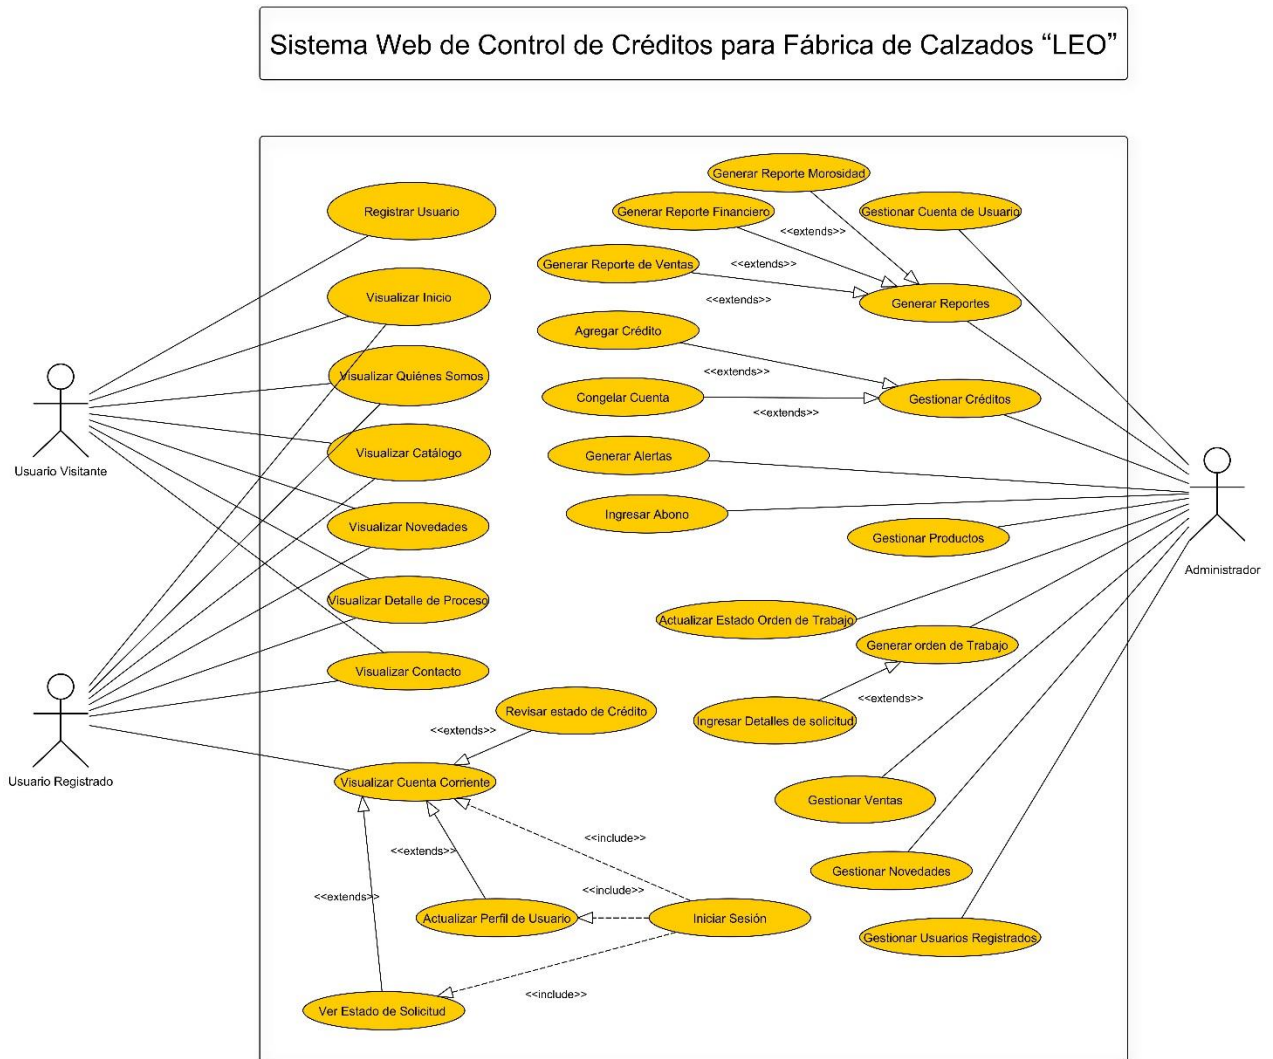 Sistema Web de Control de Créditos para Fábrica de Calzados “LEO”
Generar Reporte Morosidad
Registrar Usuario
Generar Reporte Financiero
Gestionar Cuenta de Usuario
<<extends>>
Generar Reporte de Ventas
<<extends>>
Visualizar Inicio
<<extends>>
Generar Reportes
Agregar Crédito
Visualizar Quiénes Somos
<<extends>>
Congelar Cuenta
Gestionar Créditos
<<extends>>
Visualizar Catálogo
Generar Alertas
Usuario Visitante
Ingresar Abono
Visualizar Novedades
Gestionar Productos
Administrador
Visualizar Detalle de Proceso
Actualizar Estado Orden de Trabajo
Generar orden de Trabajo
Visualizar Contacto
<<extends>>
Revisar estado de Crédito
Ingresar Detalles de solicitud
<<extends>>
Usuario Registrado
Visualizar Cuenta Corriente
Gestionar Ventas
<<include>>
<<extends>>
Gestionar Novedades
<<include>>
<<extends>>
Actualizar Perfil de Usuario
Iniciar Sesión
Gestionar Usuarios Registrados
<<include>>
Ver Estado de Solicitud